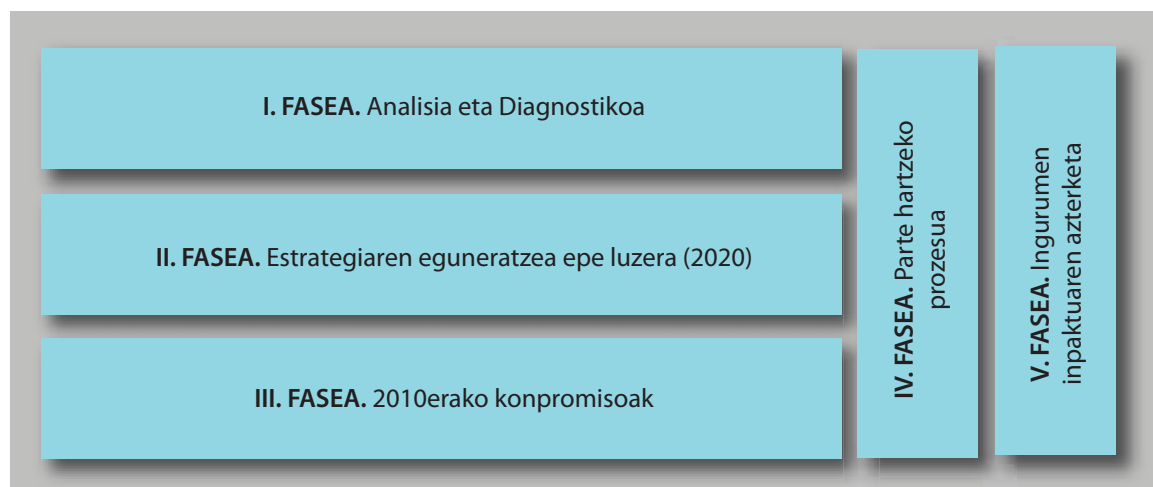 I. FASEA. Analisia eta Diagnostikoa
II. FASEA. Estrategiaren eguneratzea epe luzera (2020)
III. FASEA. 2010erako konpromisoak
IV. FASEA. Parte hartzeko
prozesua
V. FASEA. Ingurumen
inpaktuaren azterketa